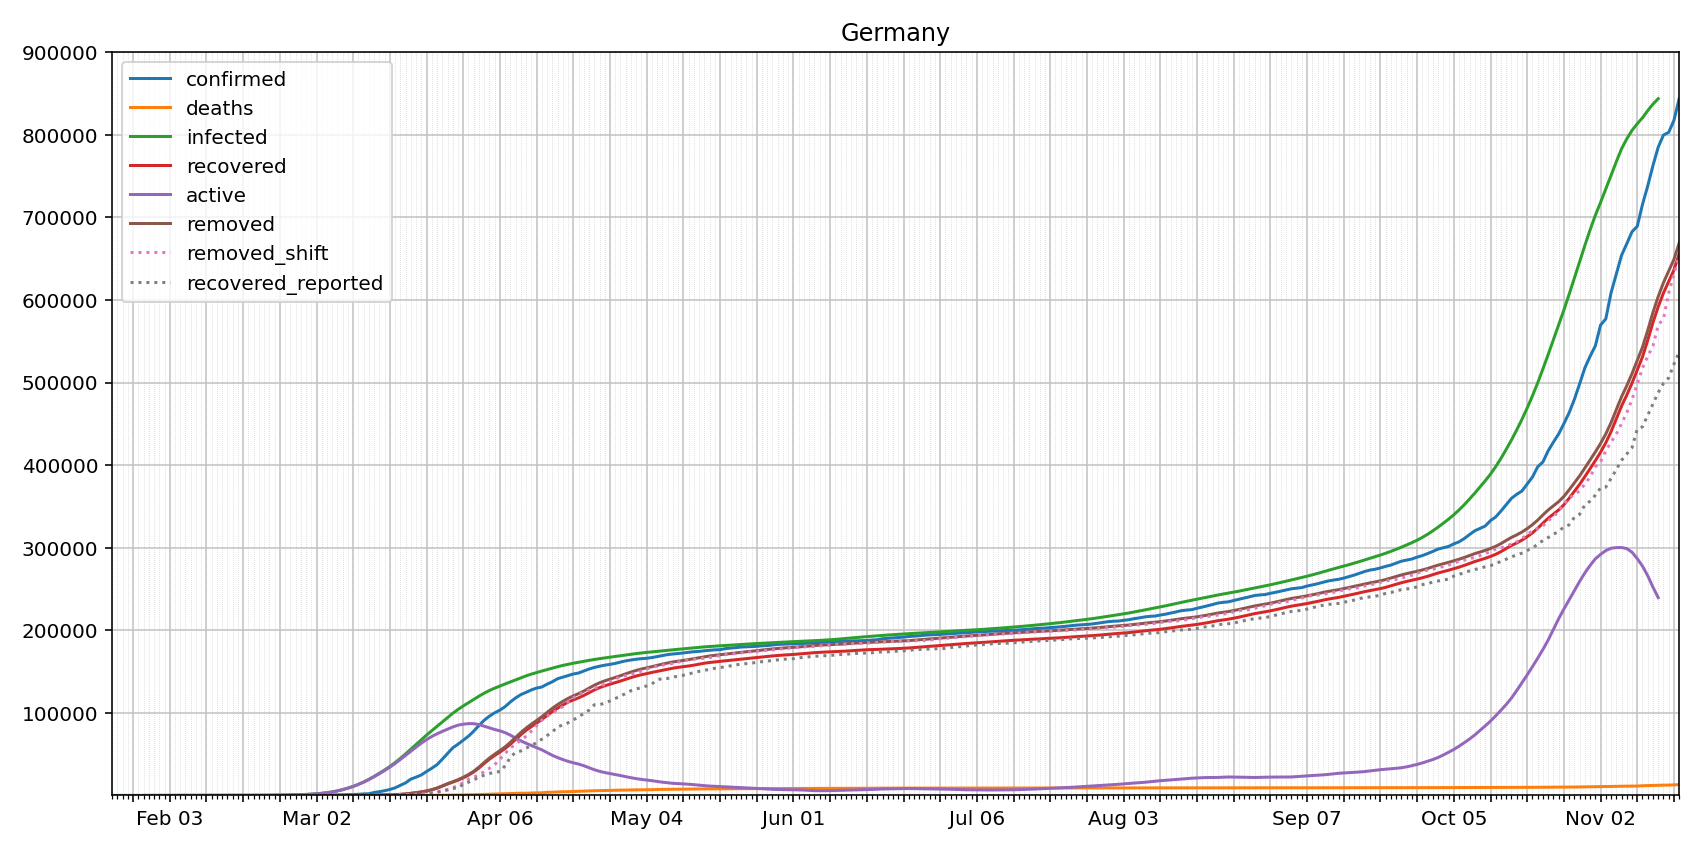 Germany
900000
800000
700000
600000
500000
400000
300000
200000
100000
confirmed
deaths
infected
recovered
active
removed
removed_shift
recovered_reported
Feb 03 Mar 02 Apr 06 May 04 Jun 01 Jul 06 Aug 03 Sep 07 Oct 05 Nov 02